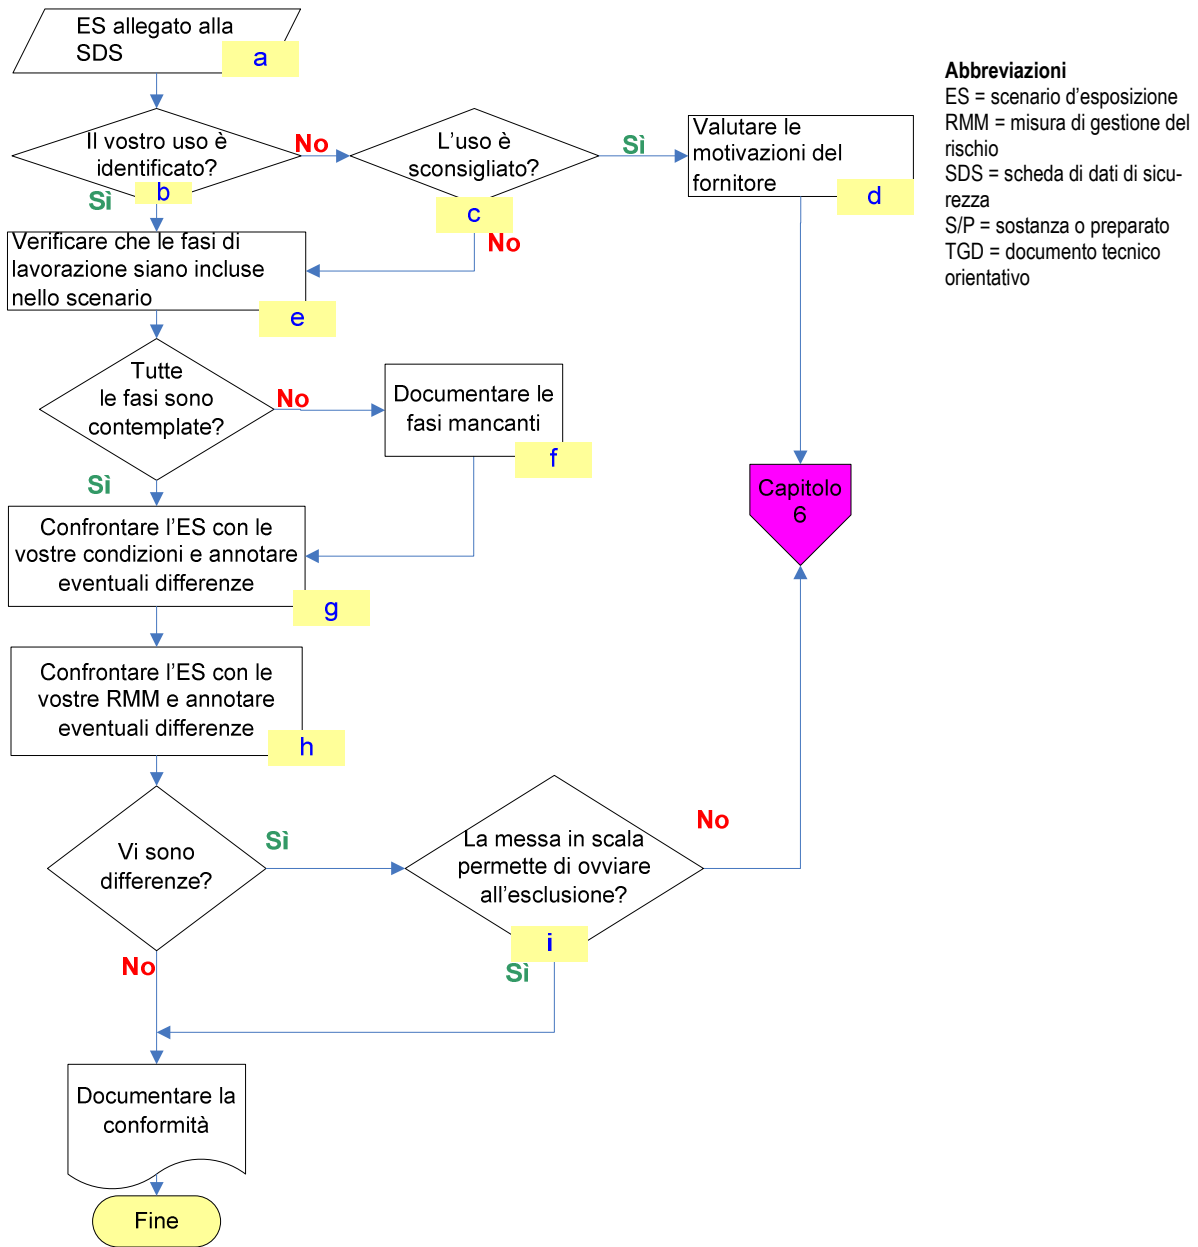 ES allegato alla
SDS
a
Il vostro uso è
identificato?
b
No
Sì
L'uso è
sconsigliato?
c
Sì
No
Valutare le
motivazioni del
fornitore
d
Abbreviazioni
ES = scenario d'esposizione
RMM = misura di gestione del
rischio
SDS = scheda di dati di sicu-
rezza
S/P = sostanza o preparato
TGD = documento tecnico
orientativo
Verificare che le fasi di
lavorazione siano incluse
nello scenario
e
Tutte
le fasi sono
contemplate?
No
Sì
Documentare le
fasi mancanti
f
Capitolo
6
Confrontare l'ES con le
vostre condizioni e annotare
eventuali differenze
g
Confrontare l'ES con le
vostre RMM e annotare
eventuali differenze
h
Vi sono
differenze?
Sì
No
La messa in scala
permette di ovviare
all'esclusione?
i
No
Sì
Documentare la
conformità
Fine